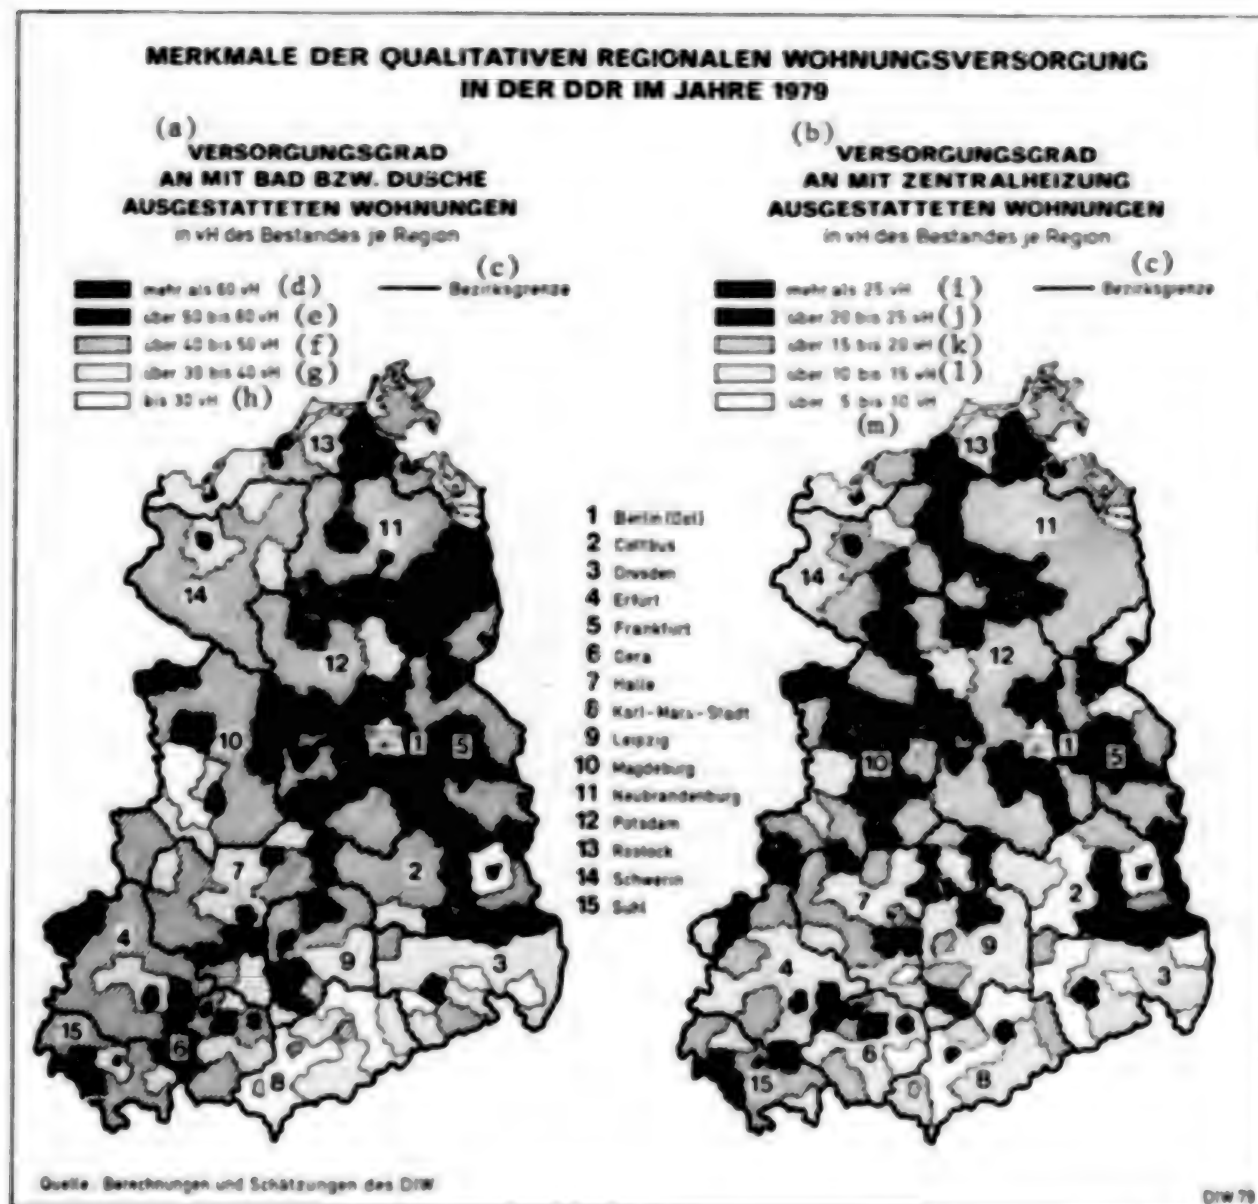 MERKMALE DER QUALITATIVEN REGIONALEN WOHNUNGSVERSORGUNG
IN DER DDR IM JAHRE 1979
(a)
VERSORGUNGSGRAD
AN MIT BAD BZW. DUSCHE
AUSGESTATTETEN WOHNUNGEN
in vH des Bestandes je Region
(c)
mehr als 60 vH (d)
Bezirksgrenze
über 50 bis 60 vH (e)
über 40 bis 50 vH (f)
über 30 bis 40 vH (g)
bis 30 vH (h)
13
11
14
12
10
1
5
7
2
4
9
3
15
6
8
(b)
VERSORGUNGSGRAD
AN MIT ZENTRALHEIZUNG
AUSGESTATTETEN WOHNUNGEN
in vH des Bestandes je Region
(c)
mehr als 25 vH (i)
Bezirksgrenze
über 20 bis 25 vH (j)
über 15 bis 20 vH (k)
über 10 bis 15 vH (l)
über 5 bis 10 vH
(m)
13
11
14
12
10
1
5
7
2
9
4
3
6
15
8
1 Berlin (Ost)
2 Cottbus
3 Dresden
4 Erfurt
5 Frankfurt
6 Gera
7 Halle
8 Karl-Marx-Stadt
9 Leipzig
10 Magdeburg
11 Neubrandenburg
12 Potsdam
13 Rostock
14 Schwerin
15 Suhl
Quelle: Berechnungen und Schätzungen des DIW
DIW 79